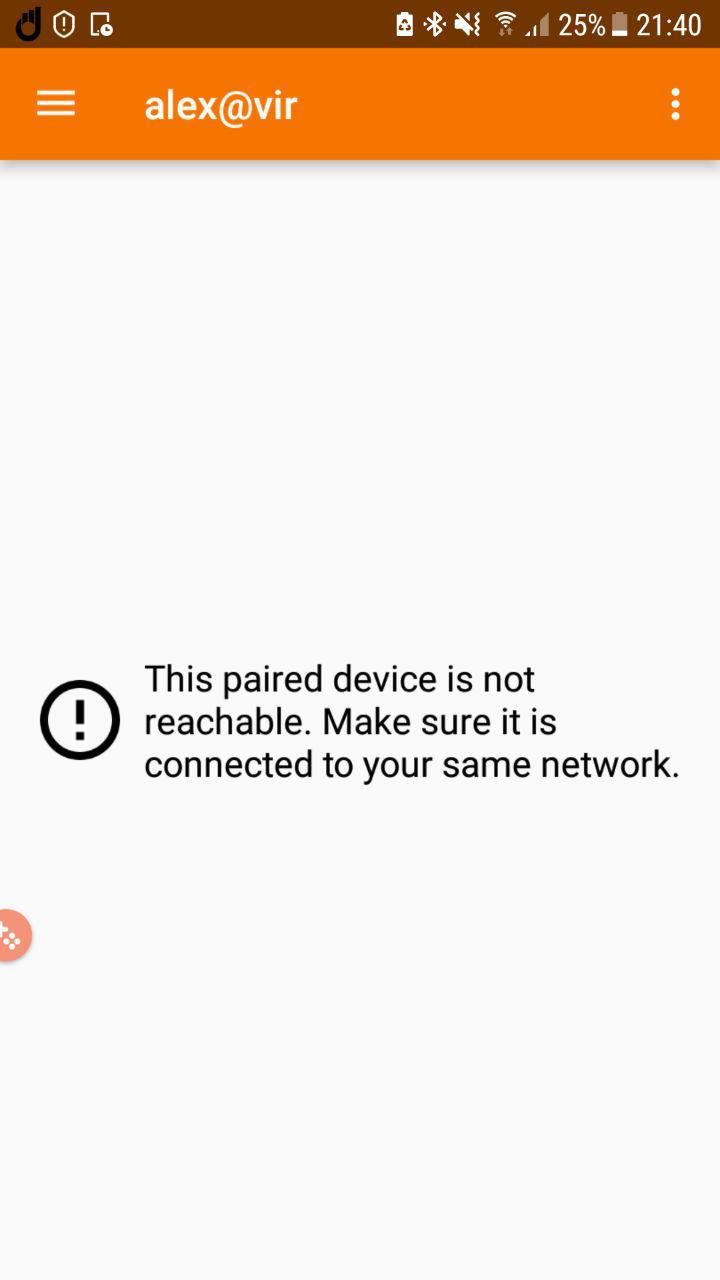 25% 21:40
alex@vir
This paired device is not
reachable. Make sure it is
connected to your same network.